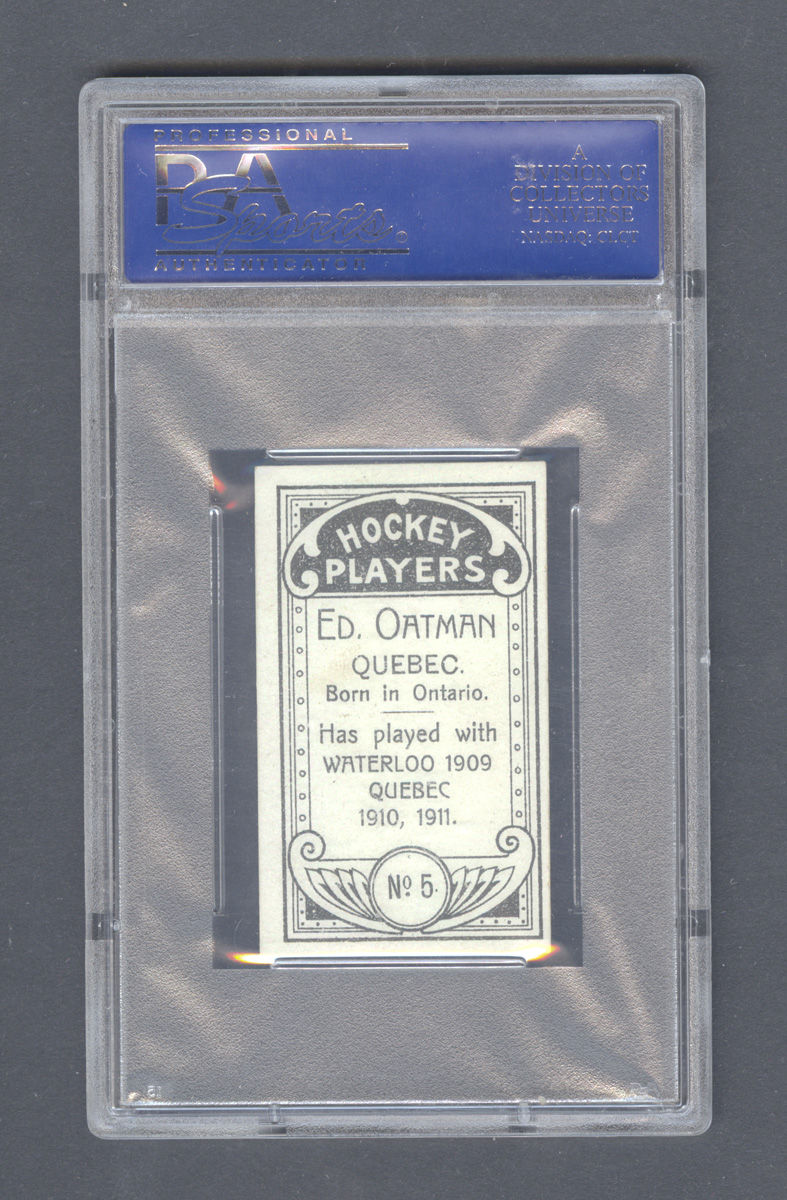 PROFESSIONAL
PSA
Sports
AUTHENTICATOR
A
DIVISION OF
COLLECTORS
UNIVERSE
NASDAQ: CLCT
HOCKEY
PLAYERS
ED. OATMAN
QUEBEC.
Born in Ontario.
Has played with
WATERLOO 1909
QUEBEC
1910, 1911.
No 5.